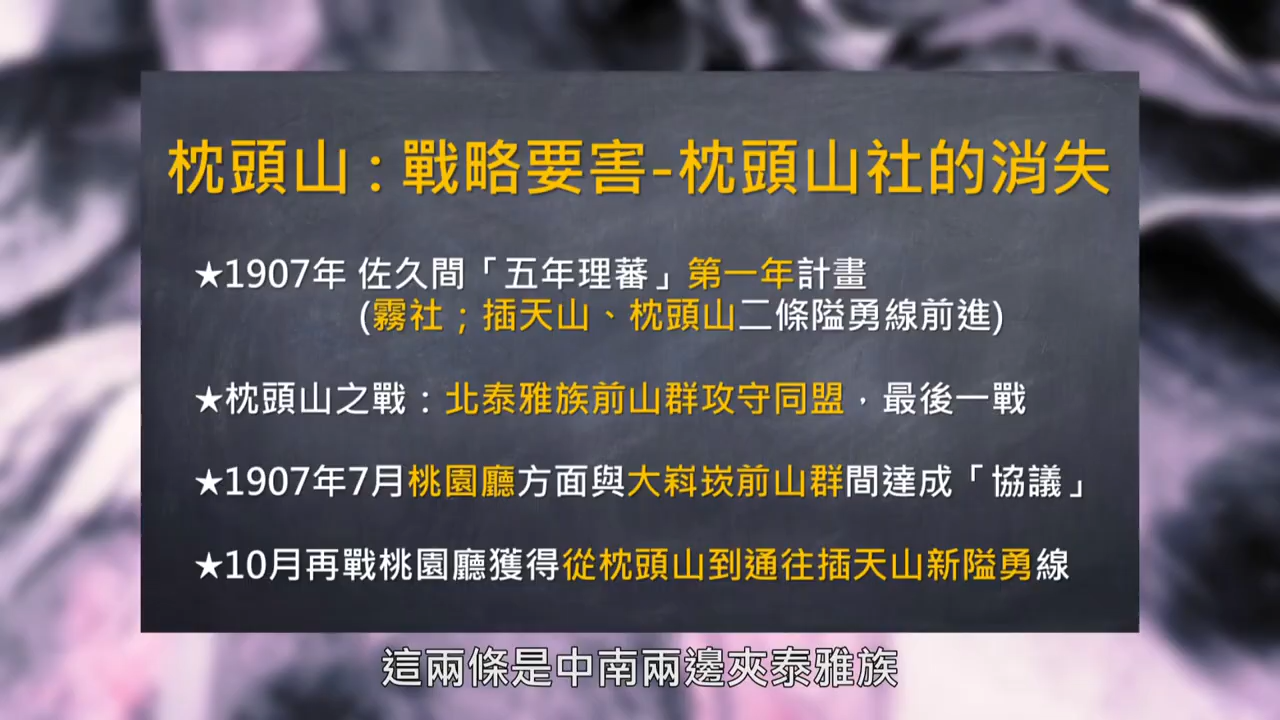 枕頭山：戰略要害-枕頭山社的消失
★1907年 佐久間「五年理蕃」第一年計畫
(霧社；插天山、枕頭山二條隘勇線前進)
★枕頭山之戰：北泰雅族前山群攻守同盟，最後一戰
★1907年7月桃園廳方面與大嵙崁前山群間達成「協議」
★10月再戰桃園廳獲得從枕頭山到通往插天山新隘勇線
這兩條是中南兩邊夾泰雅族